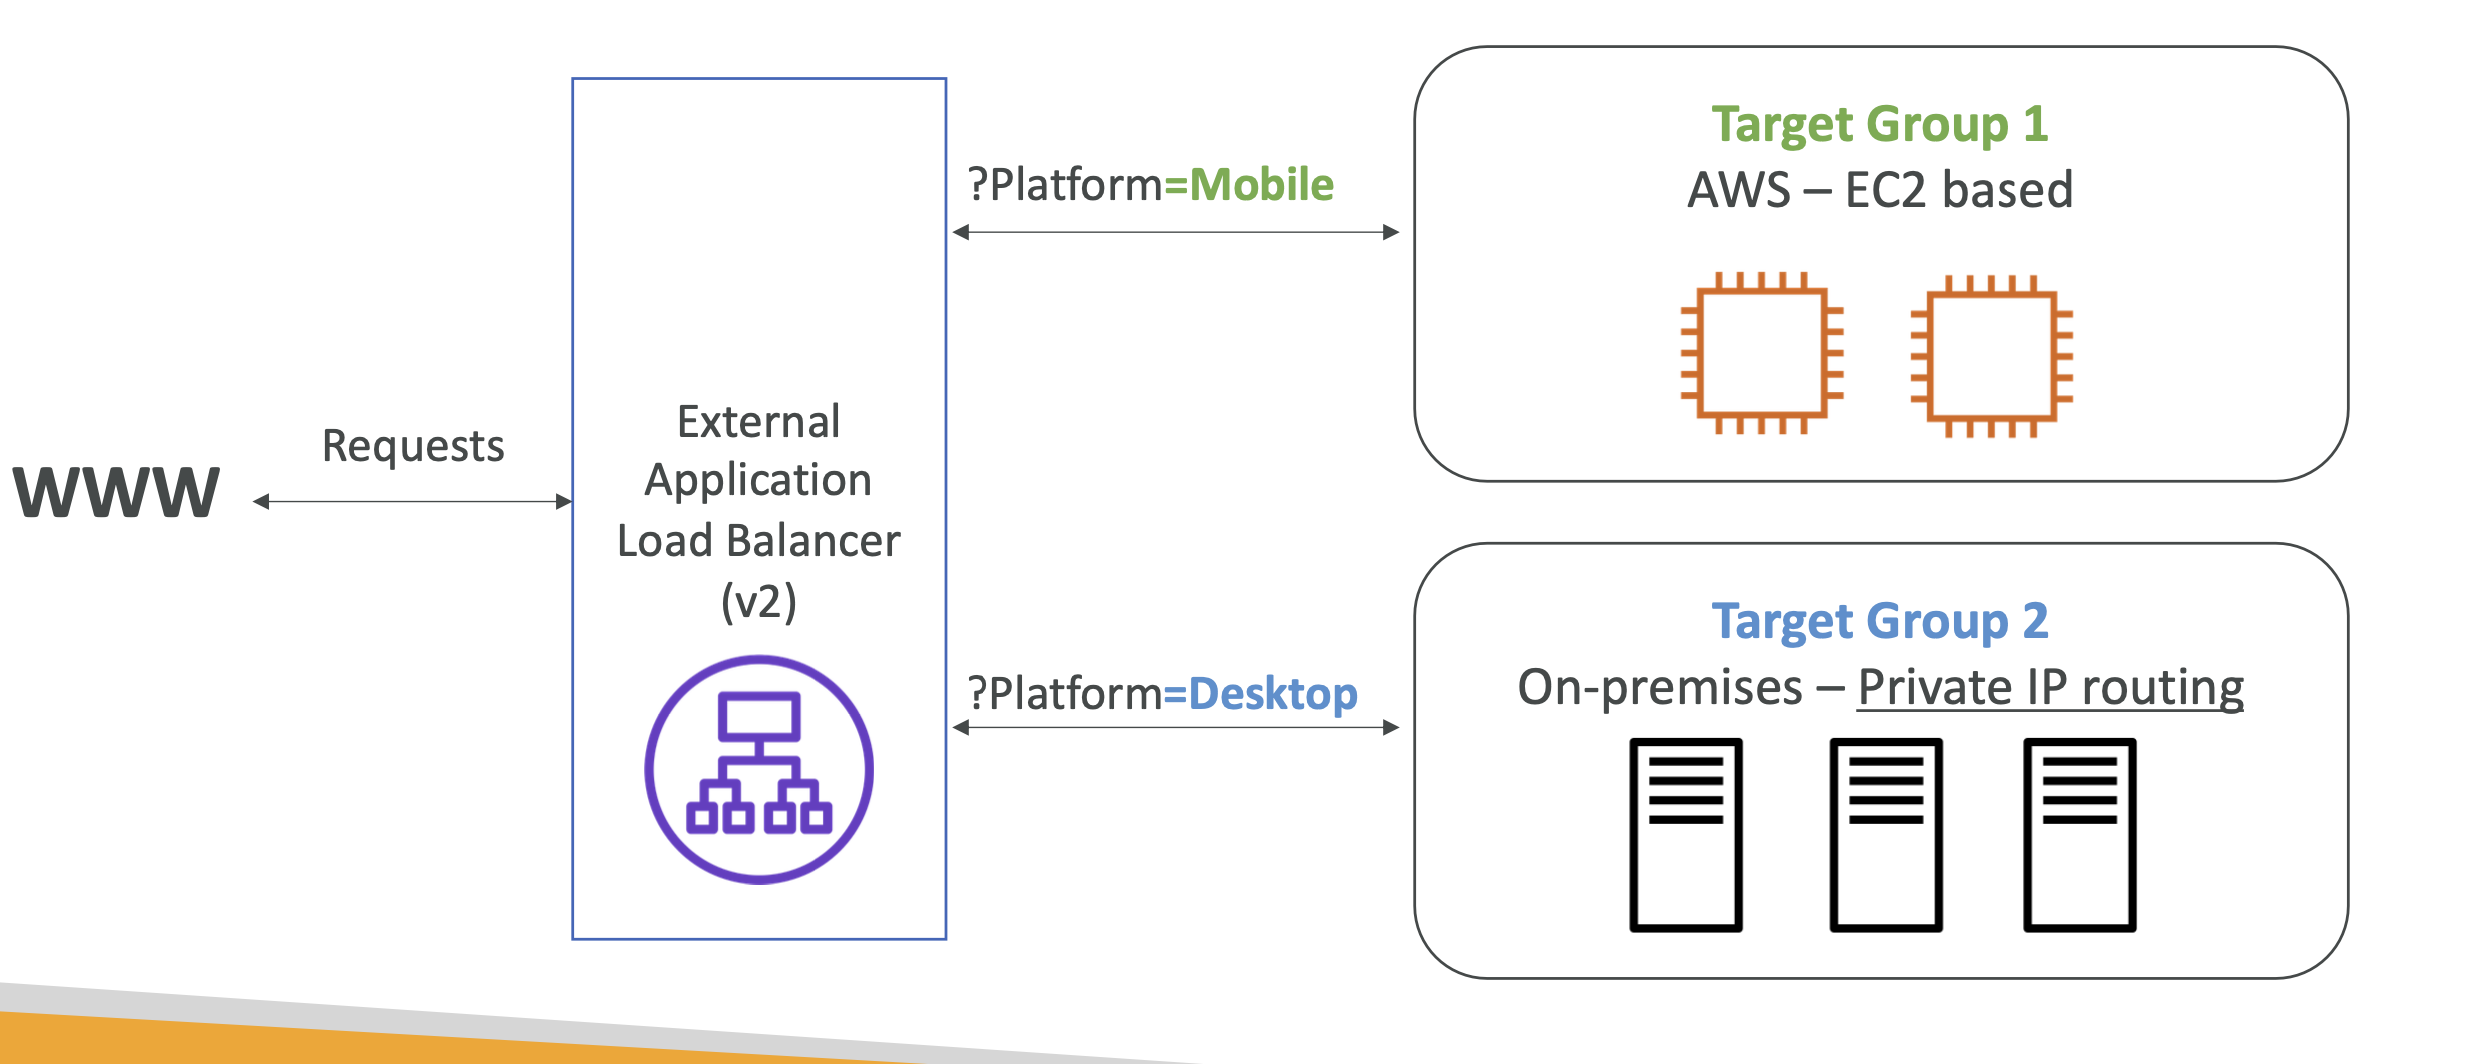 WWW
Requests
External
Application
Load Balancer
(v2)
?Platform=Mobile
?Platform=Desktop
Target Group 1
AWS – EC2 based
Target Group 2
On-premises – Private IP routing